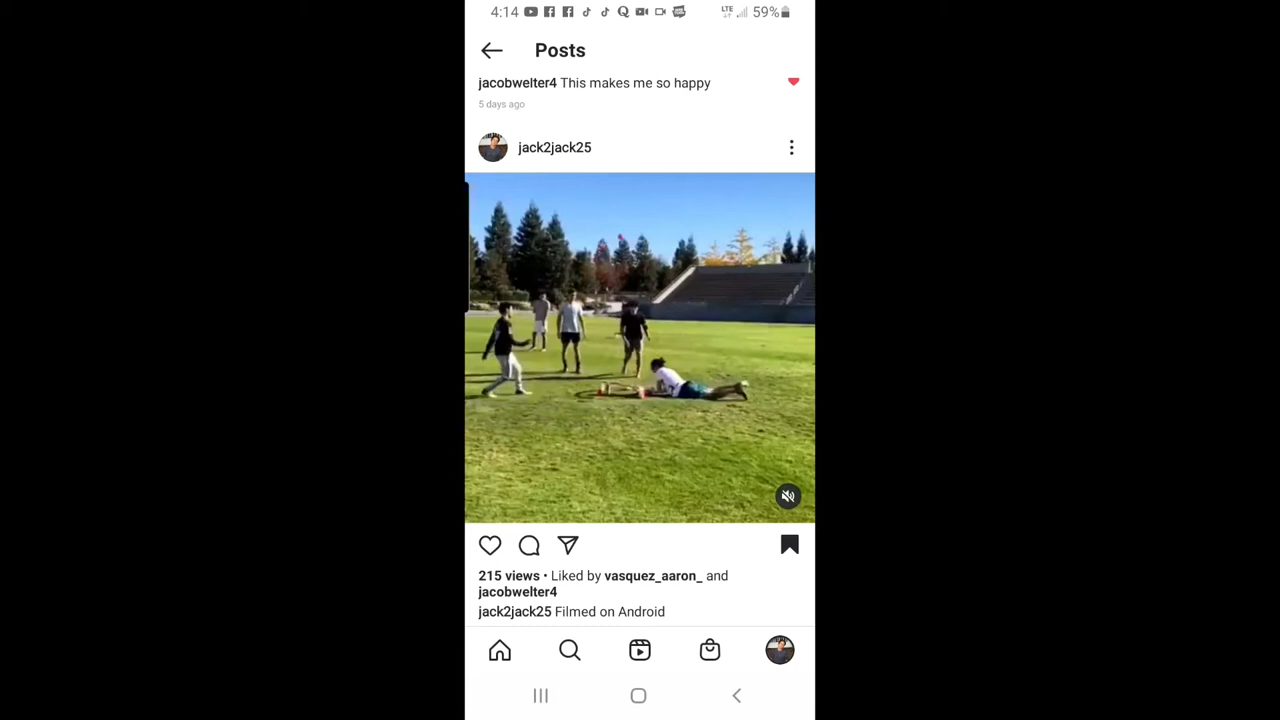 4:14 LTE 59%
Posts
jacobwelter4 This makes me so happy
5 days ago
jack2jack25
215 views • Liked by vasquez_aaron_ and
jacobwelter4
jack2jack25 Filmed on Android